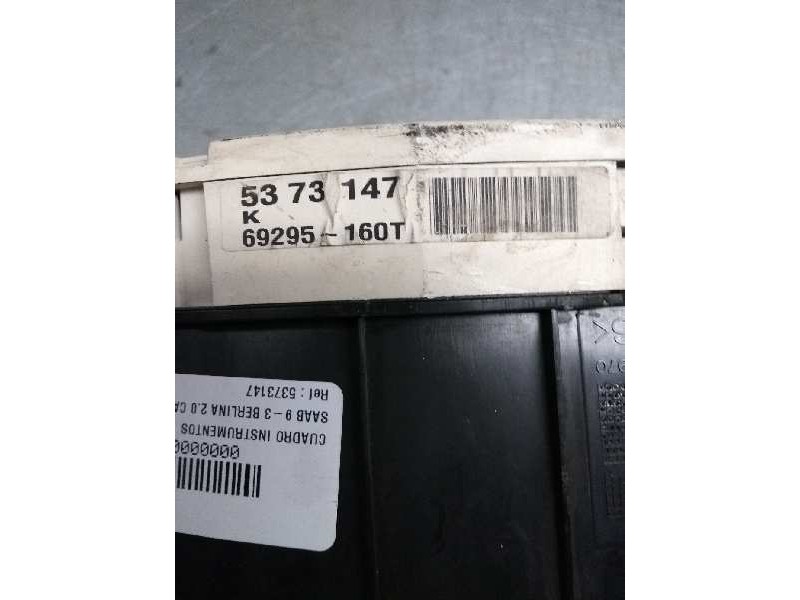 53 73 147
K
69295-160T
CUADRO INSTRUMENTOS
SAAB 9-3 BERLINA 2.0
Ref: 5373147